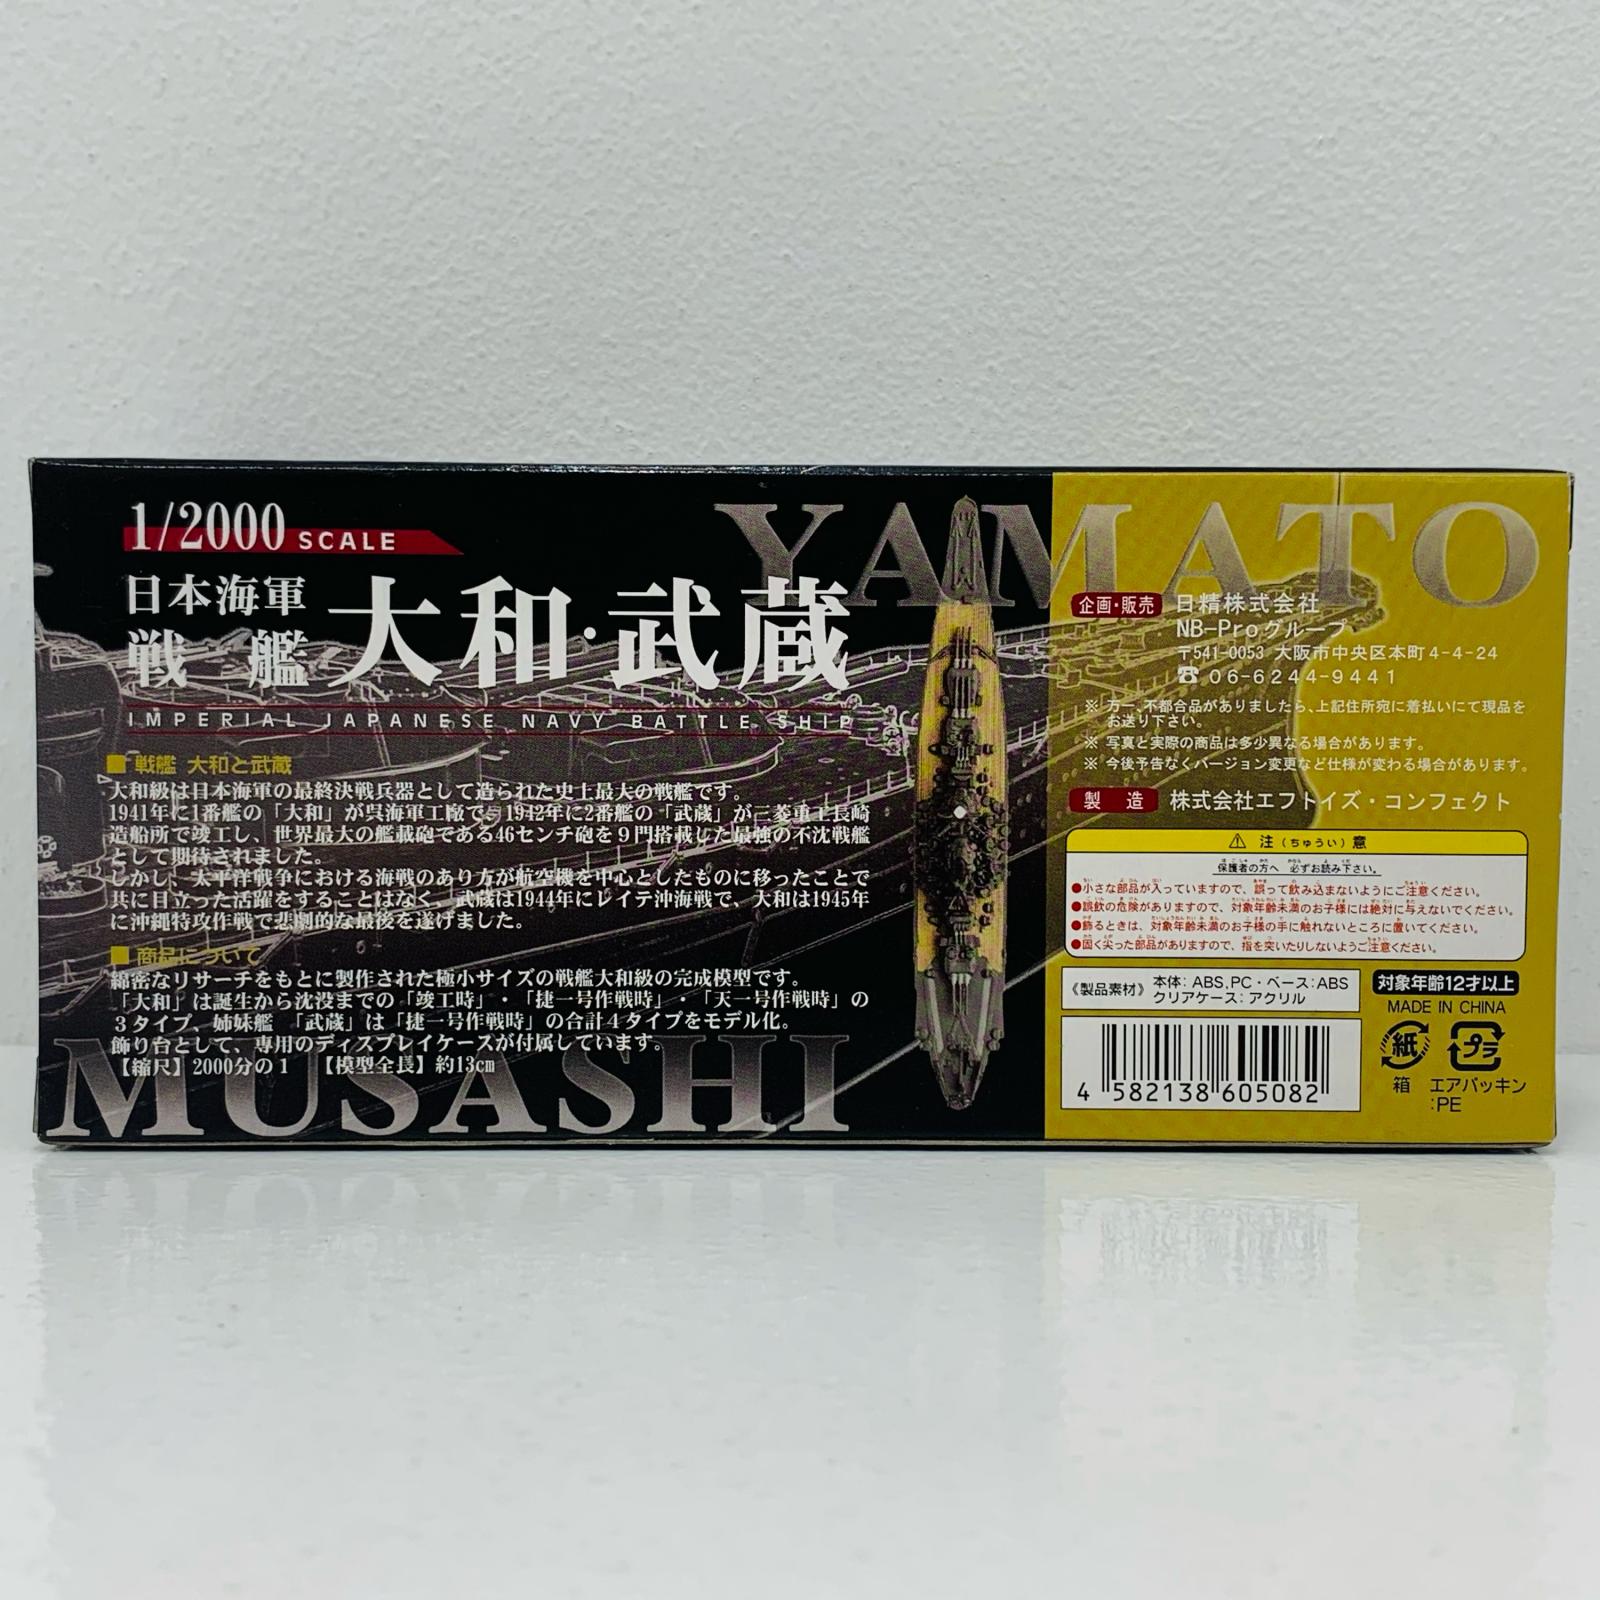 1/2000 SCALE
日本海軍
戦艦 大和・武蔵
IMPERIAL JAPANESE NAVY BATTLE SHIP
YAMATO
■戦艦 大和と武蔵
大和級は日本海軍の最終決戦兵器として造られた史上最大の戦艦です。
1941年に1番艦の「大和」が呉海軍工廠で、1942年に2番艦の「武蔵」が三菱重工長崎
造船所で竣工し、世界最大の艦載砲である46センチ砲を9門搭載した最強の不沈戦艦
として期待されました。
しかし、太平洋戦争における海戦のあり方が航空機を中心としたものに移ったことで
共に目立った活躍をすることはなく、武蔵は1944年にレイテ沖海戦で、大和は1945年
に沖縄特攻作戦で悲劇的な最後を遂げました。
■商品について
綿密なリサーチをもとに製作された極小サイズの戦艦大和級の完成模型です。
「大和」は誕生から沈没までの「竣工時」・「捷一号作戦時」・「天一号作戦時」の
3タイプ、姉妹艦 「武蔵」は「捷一号作戦時」の合計4タイプをモデル化。
飾り台として、専用のディスプレイケースが付属しています。
【縮尺】2000分の1 【模型全長】約13cm
MUSASHI
企画・販売 日精株式会社
NB-Proグループ
〒541-0053 大阪市中央区本町4-4-24
☎06-6244-9441
※ 万一、不都合品がありましたら、上記住所宛に着払いにて現品を
お送り下さい。
※ 写真と実際の商品は多少異なる場合があります。
※ 今後予告なくバージョン変更など仕様が変わる場合があります。
製造 株式会社エフトイズ・コンフェクト
⚠ 注(ちゅうい)意
保護者の方へ 必ずお読み下さい。
●小さな部品が入っていますので、誤って飲み込まないようにご注意ください。
●誤飲の危険がありますので、対象年齢未満のお子様には絶対に与えないでください。
●飾るときは、対象年齢未満のお子様の手に触れないところに置いてください。
●固く尖った部品がありますので、指を突いたりしないようご注意ください。
《製品素材》 本体:ABS,PC・ベース:ABS
クリアケース:アクリル
対象年齢12才以上
MADE IN CHINA
4 582138 605082
紙 プラ
箱 エアパッキン
:PE